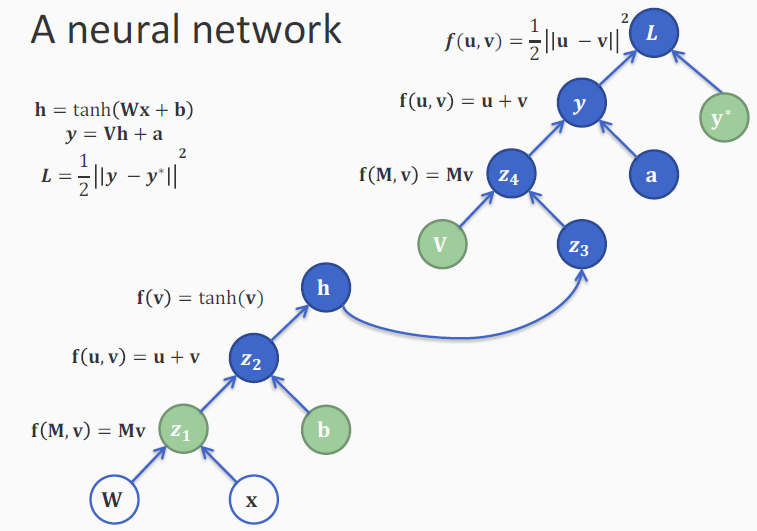 A neural network
h = tanh(Wx + b)
y = Vh + a
L = 1/2 ||y − y*||²
f(u, v) = 1/2 ||u − v||²
L
f(u, v) = u + v
y
y*
f(M, v) = Mv
z₄
a
V
z₃
h
f(v) = tanh(v)
f(u, v) = u + v
z₂
f(M, v) = Mv
z₁
b
W
x